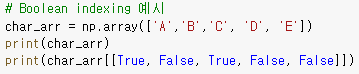 # Boolean indexing 예시
char_arr = np.array(['A','B','C', 'D', 'E'])
print(char_arr)
print(char_arr[[True, False, True, False, False]])